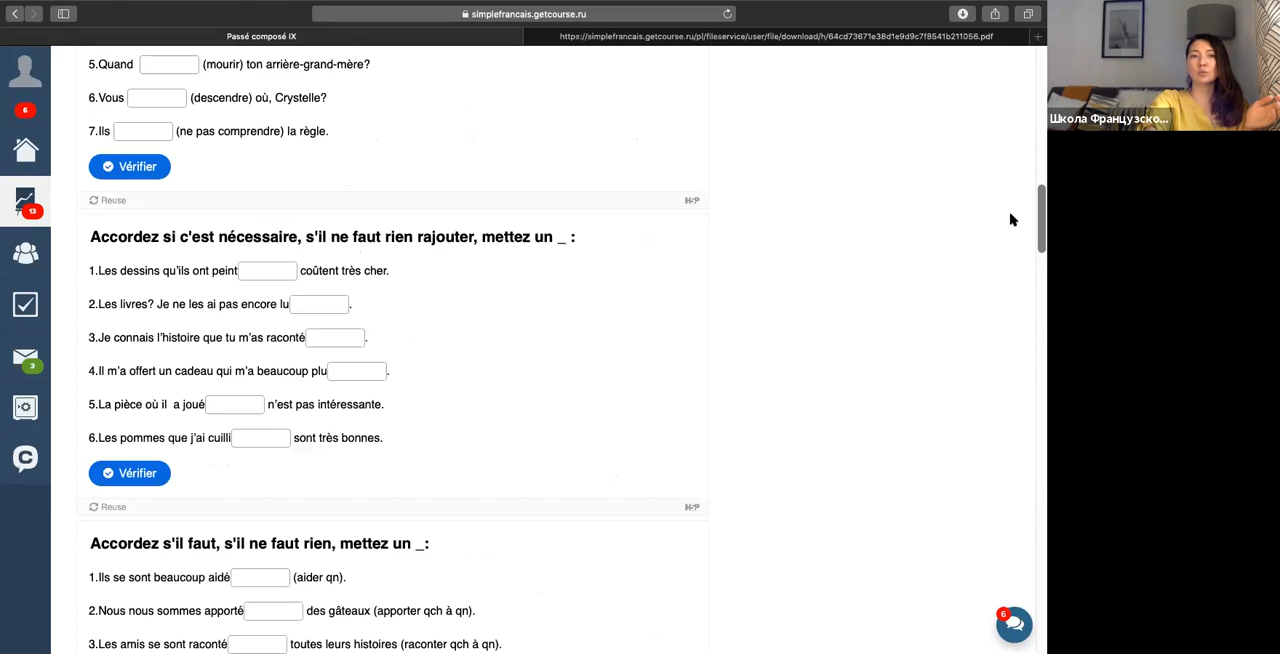 simplefrancais.getcourse.ru
Passé composé IX
https://simplefrancais.getcourse.ru/pl/fileservice/user/file/download/h/64cd73671e38d1e9d9c7f8541b211056.pdf
Школа Французско...
6
13
3
5.Quand (mourir) ton arrière-grand-mère?
6.Vous (descendre) où, Crystelle?
7.Ils (ne pas comprendre) la règle.
Vérifier
Reuse
H-P
Accordez si c'est nécessaire, s'il ne faut rien rajouter, mettez un _ :
1.Les dessins qu'ils ont peint coûtent très cher.
2.Les livres? Je ne les ai pas encore lu .
3.Je connais l'histoire que tu m'as raconté .
4.Il m'a offert un cadeau qui m'a beaucoup plu .
5.La pièce où il a joué n'est pas intéressante.
6.Les pommes que j'ai cuilli sont très bonnes.
Vérifier
Reuse
H-P
Accordez s'il faut, s'il ne faut rien, mettez un _:
1.Ils se sont beaucoup aidé (aider qn).
2.Nous nous sommes apporté des gâteaux (apporter qch à qn).
3.Les amis se sont raconté toutes leurs histoires (raconter qch à qn).
6